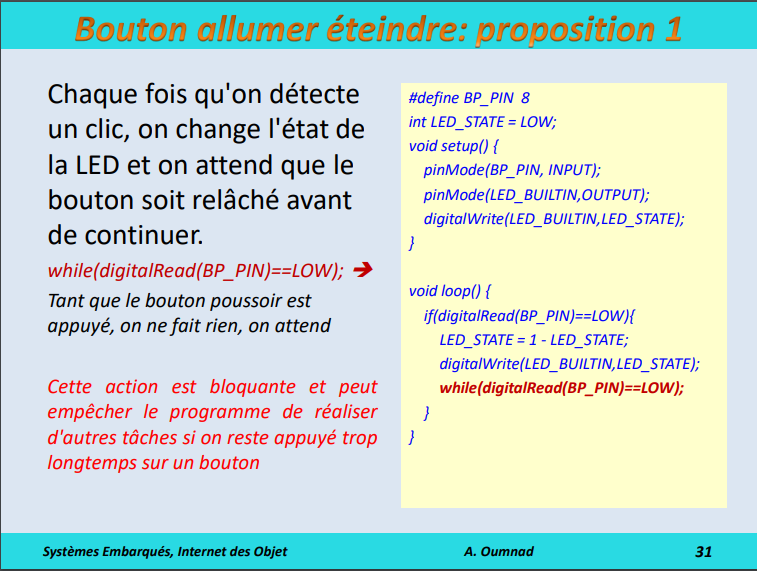 Bouton allumer éteindre: proposition 1
Chaque fois qu'on détecte
un clic, on change l'état de
la LED et on attend que le
bouton soit relâché avant
de continuer.
while(digitalRead(BP_PIN)==LOW); ➔
Tant que le bouton poussoir est
appuyé, on ne fait rien, on attend
Cette action est bloquante et peut
empêcher le programme de réaliser
d'autres tâches si on reste appuyé trop
longtemps sur un bouton
#define BP_PIN 8
int LED_STATE = LOW;
void setup() {
pinMode(BP_PIN, INPUT);
pinMode(LED_BUILTIN,OUTPUT);
digitalWrite(LED_BUILTIN,LED_STATE);
}
void loop() {
if(digitalRead(BP_PIN)==LOW){
LED_STATE = 1 - LED_STATE;
digitalWrite(LED_BUILTIN,LED_STATE);
while(digitalRead(BP_PIN)==LOW);
}
}
Systèmes Embarqués, Internet des Objet
A. Oumnad
31